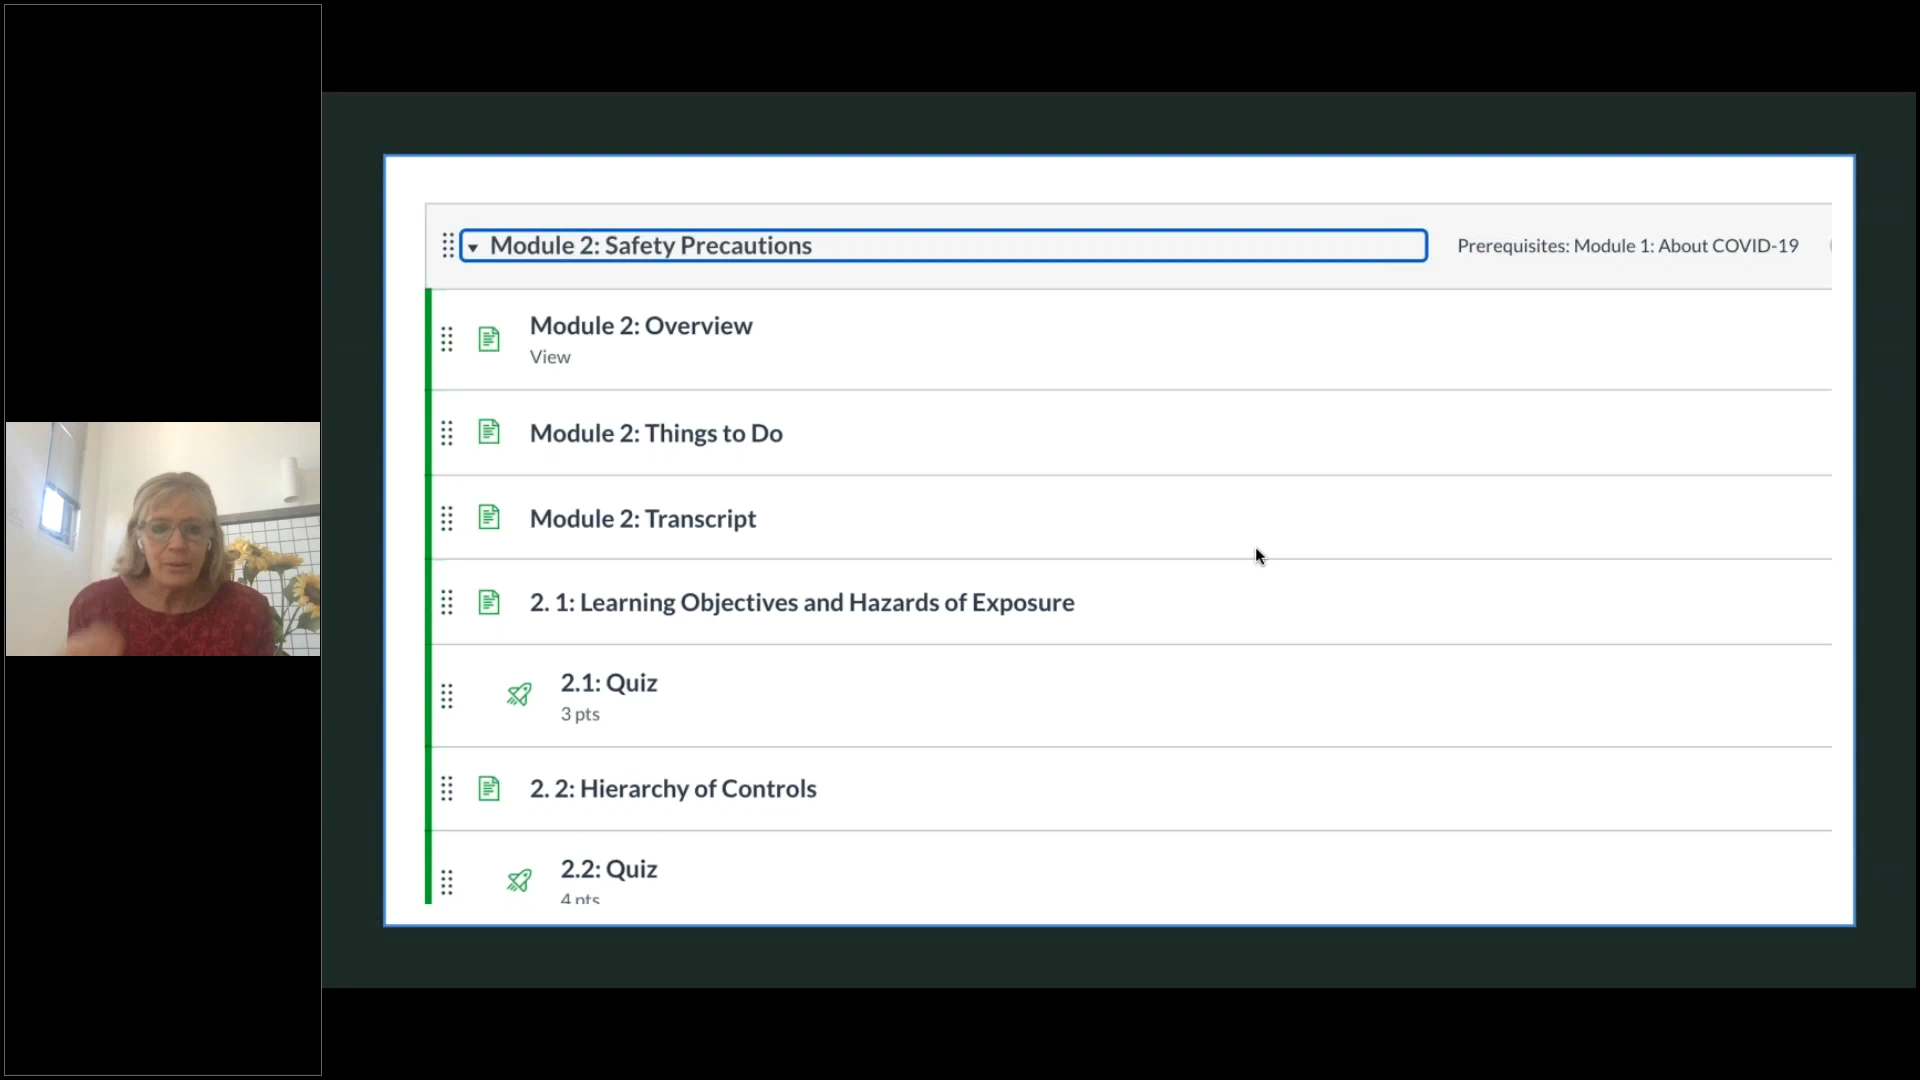 Module 2: Safety Precautions
Prerequisites: Module 1: About COVID-19
Module 2: Overview
View
Module 2: Things to Do
Module 2: Transcript
2. 1: Learning Objectives and Hazards of Exposure
2.1: Quiz
3 pts
2. 2: Hierarchy of Controls
2.2: Quiz
4 pts